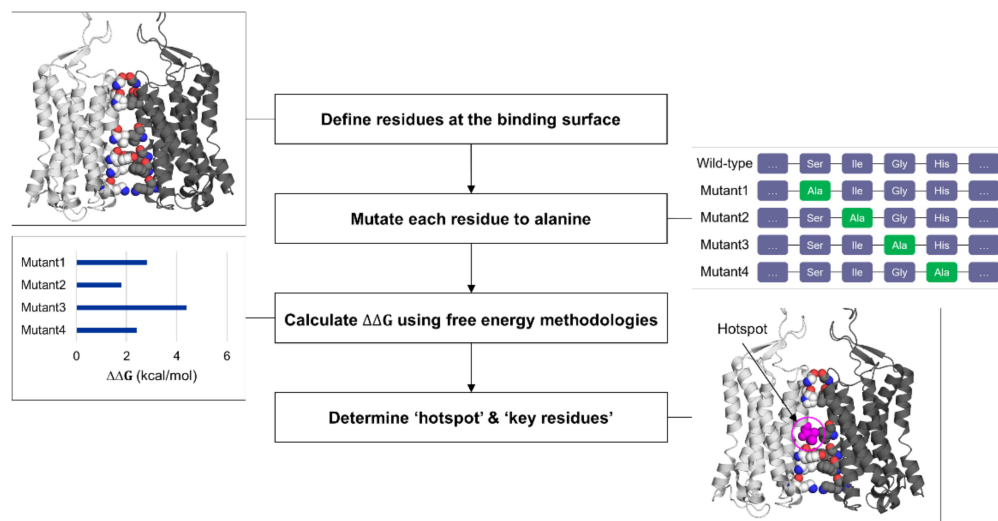 Define residues at the binding surface
Mutate each residue to alanine
Calculate ΔΔG using free energy methodologies
Determine ‘hotspot’ & ‘key residues’
Wild-type ... Ser Ile Gly His ...
Mutant1 ... Ala Ile Gly His ...
Mutant2 ... Ser Ala Gly His ...
Mutant3 ... Ser Ile Ala His ...
Mutant4 ... Ser Ile Gly Ala ...
Mutant1
Mutant2
Mutant3
Mutant4
0 2 4 6
ΔΔG (kcal/mol)
Hotspot